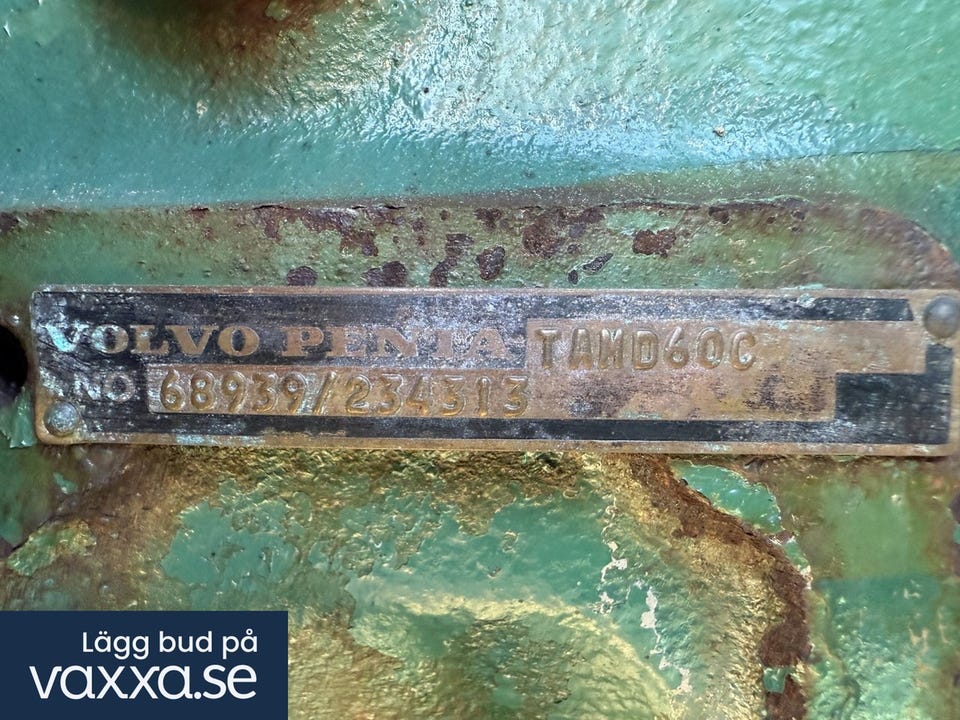 VOLVO PENTA TAMD60C
NO 68939/234313
Lägg bud på
vaxxa.se